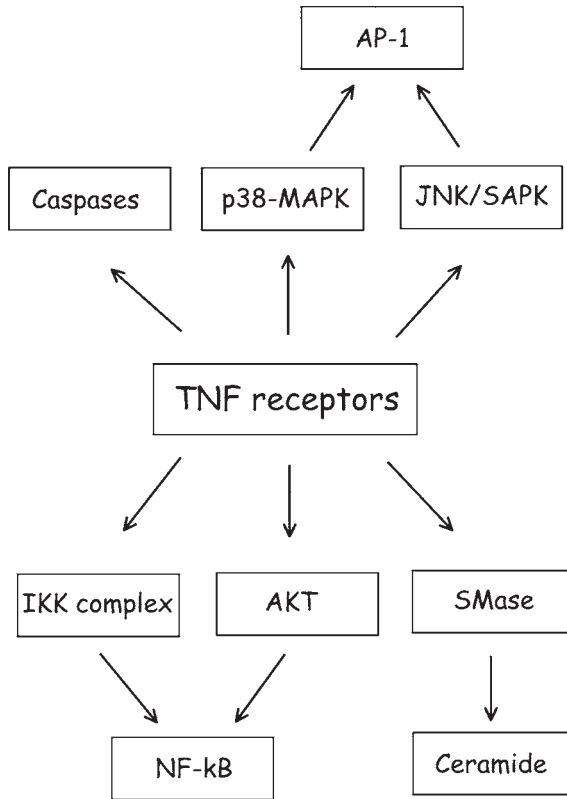 AP-1
Caspases
p38-MAPK
JNK/SAPK
TNF receptors
IKK complex
AKT
SMase
NF-kB
Ceramide